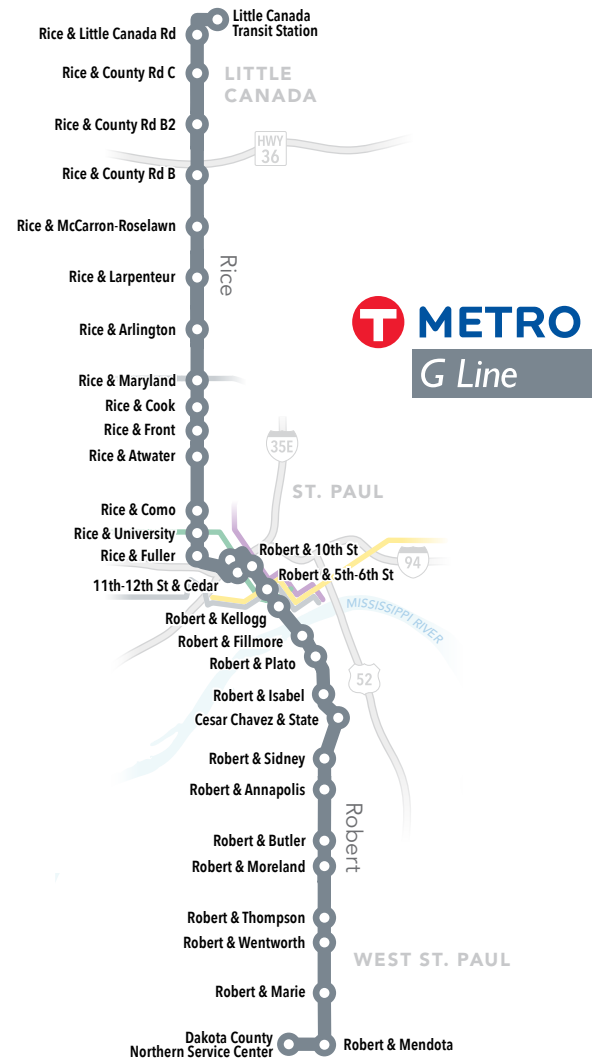 Little Canada
Transit Station
Rice & Little Canada Rd
Rice & County Rd C
LITTLE
CANADA
Rice & County Rd B2
HWY
36
Rice & County Rd B
Rice & McCarron-Roselawn
Rice
Rice & Larpenteur
T METRO
G Line
Rice & Arlington
Rice & Maryland
Rice & Cook
Rice & Front
35E
Rice & Atwater
ST. PAUL
Rice & Como
Rice & University
Rice & Fuller
Robert & 10th St
94
Robert & 5th-6th St
11th-12th St & Cedar
MISSISSIPPI RIVER
Robert & Kellogg
Robert & Fillmore
Robert & Plato
52
Robert & Isabel
Cesar Chavez & State
Robert & Sidney
Robert & Annapolis
Robert
Robert & Butler
Robert & Moreland
Robert & Thompson
Robert & Wentworth
WEST ST. PAUL
Robert & Marie
Dakota County
Northern Service Center
Robert & Mendota